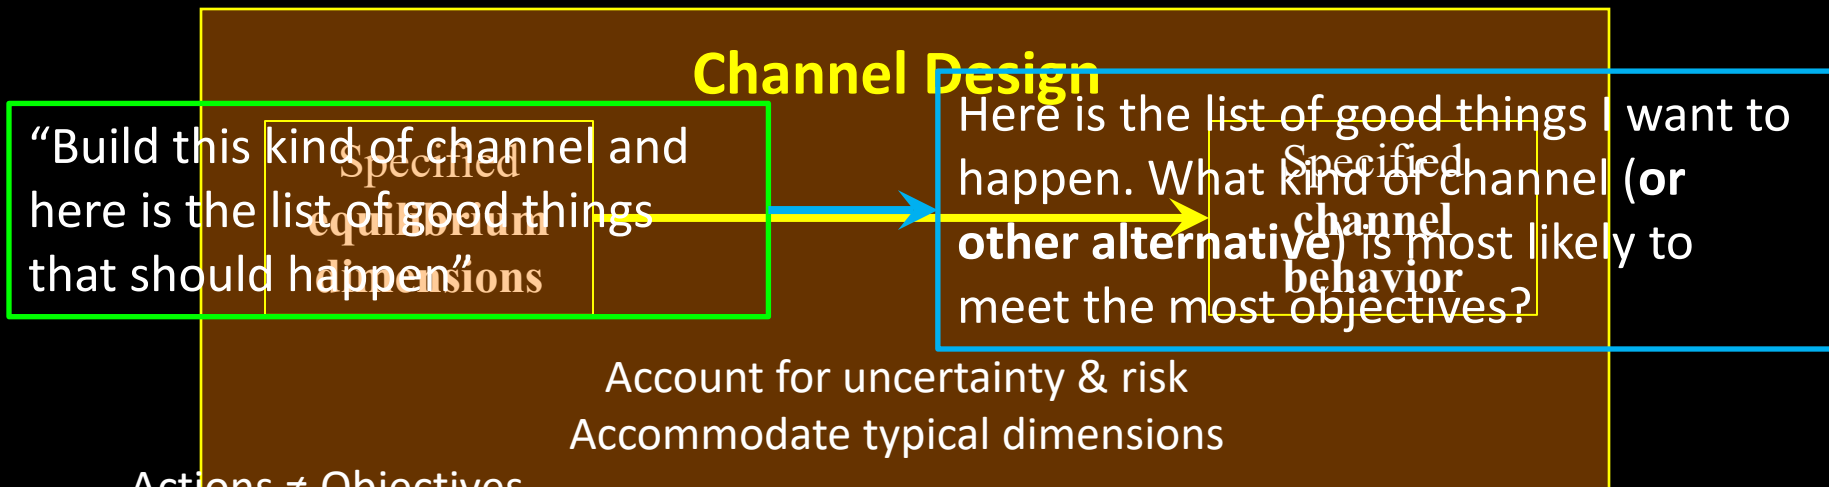 Channel Design
“Build this kind of channel and
here is the list of good things
that should happen”
Specified
equilibrium
dimensions
Here is the list of good things I want to
happen. What kind of channel (or
other alternative) is most likely to
meet the most objectives?
Specified
channel
behavior
Account for uncertainty & risk
Accommodate typical dimensions
Actions ≠ Objectives